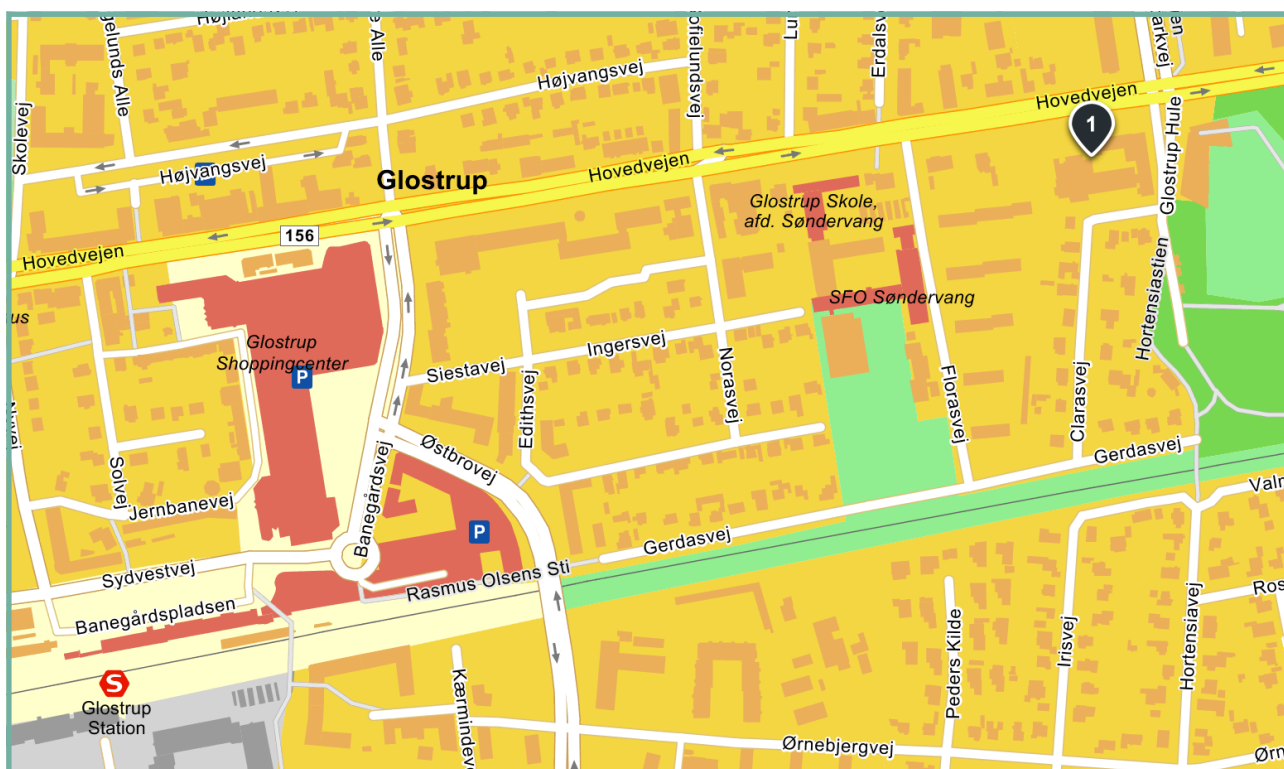 Højvangsvej
Hovedvejen
1
Skolevej
Højvangsvej
Glostrup
Hovedvejen
Erdalsv
Glostrup Hule
Glostrup Skole,
afd. Søndervang
156
Hovedvejen
SFO Søndervang
Hortensiastien
Glostrup
Shoppingcenter
P
Siestavej
Ingersvej
Norasvej
Edithsvej
Florasvej
Clarasvej
Gerdasvej
Østbrovej
Banegårdsvej
Solvej
Jernbanevej
P
Gerdasvej
Sydvestvej
Rasmus Olsens Sti
Banegårdspladsen
Peders Kilde
Irisvej
Hortensiavej
S
Glostrup
Station
Ørnebjergvej